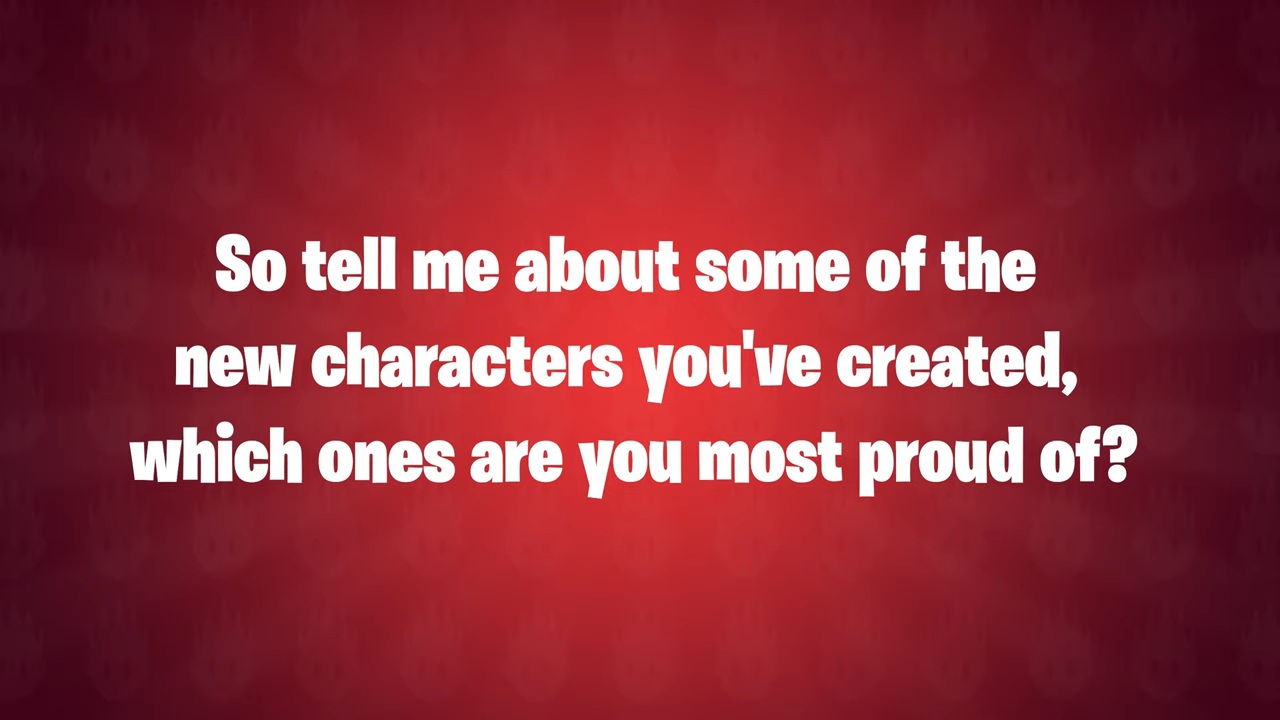 So tell me about some of the
new characters you've created,
which ones are you most proud of?